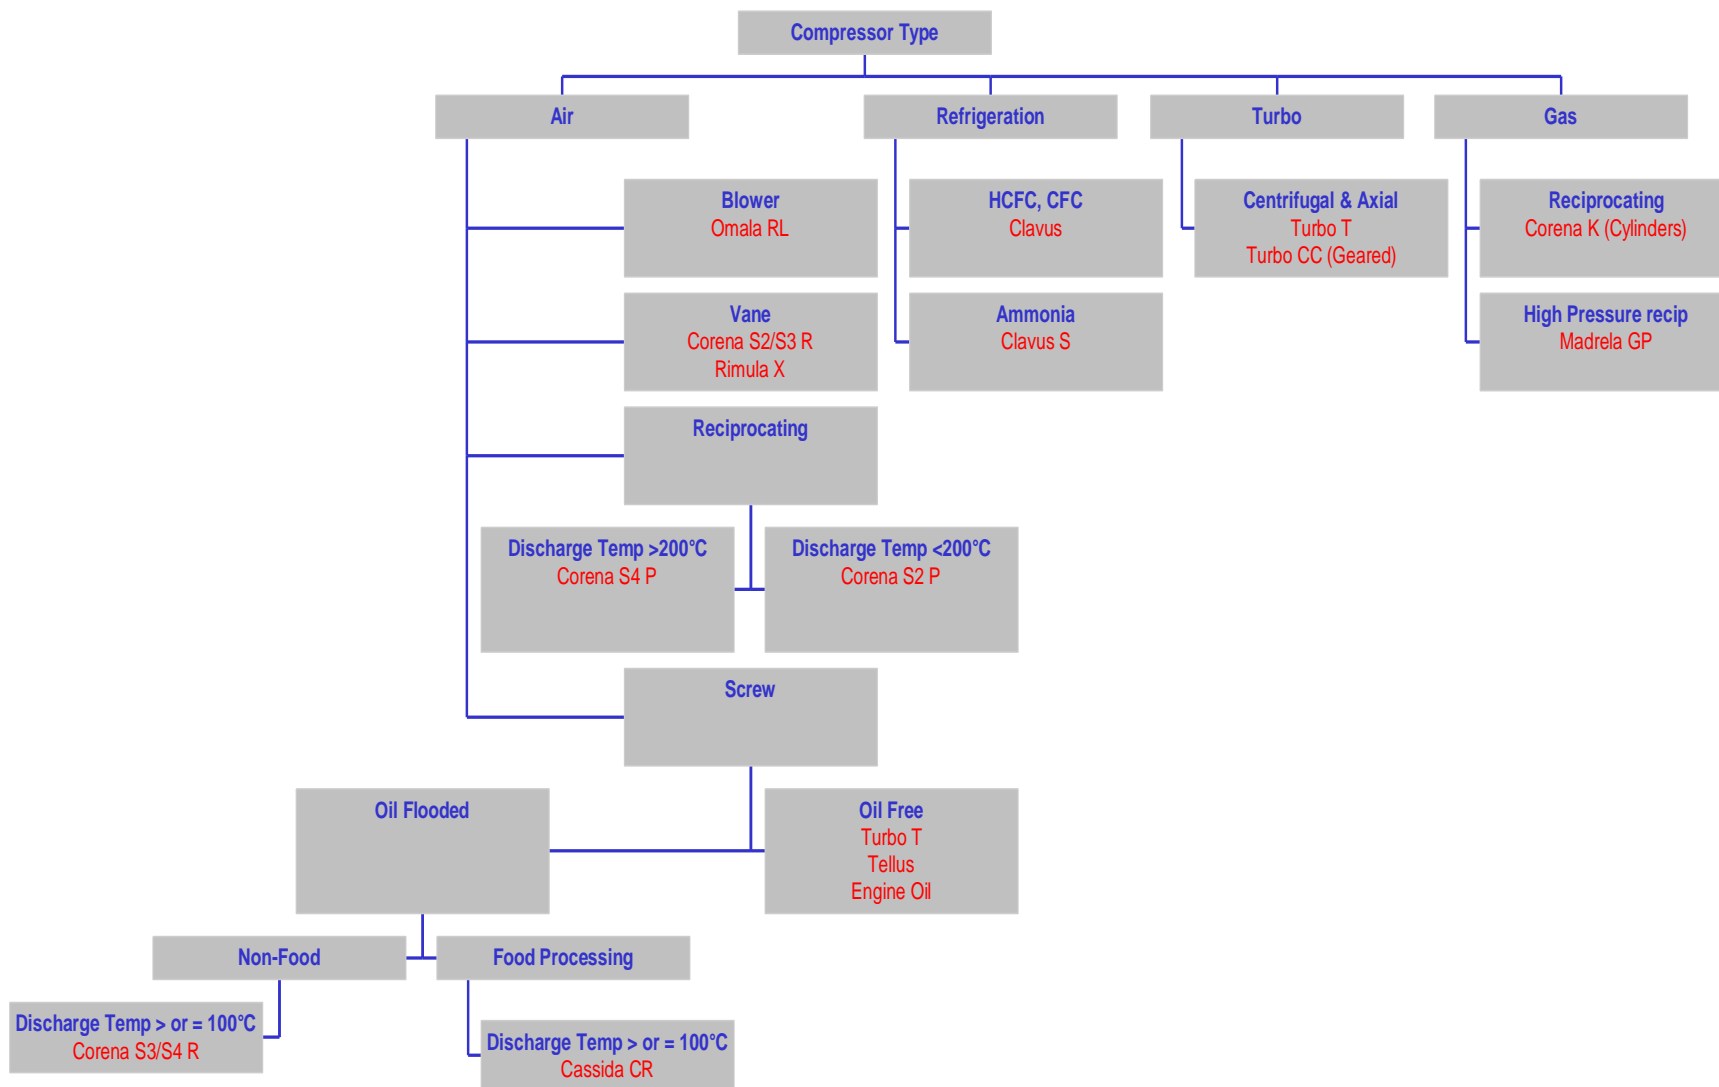 Compressor Type
Air
Refrigeration
Turbo
Gas
Blower
Omala RL
HCFC, CFC
Clavus
Centrifugal & Axial
Turbo T
Turbo CC (Geared)
Reciprocating
Corena K (Cylinders)
Vane
Corena S2/S3 R
Rimula X
Ammonia
Clavus S
High Pressure recip
Madrela GP
Reciprocating
Discharge Temp >200°C
Corena S4 P
Discharge Temp <200°C
Corena S2 P
Screw
Oil Flooded
Oil Free
Turbo T
Tellus
Engine Oil
Non-Food
Food Processing
Discharge Temp > or = 100°C
Corena S3/S4 R
Discharge Temp > or = 100°C
Cassida CR